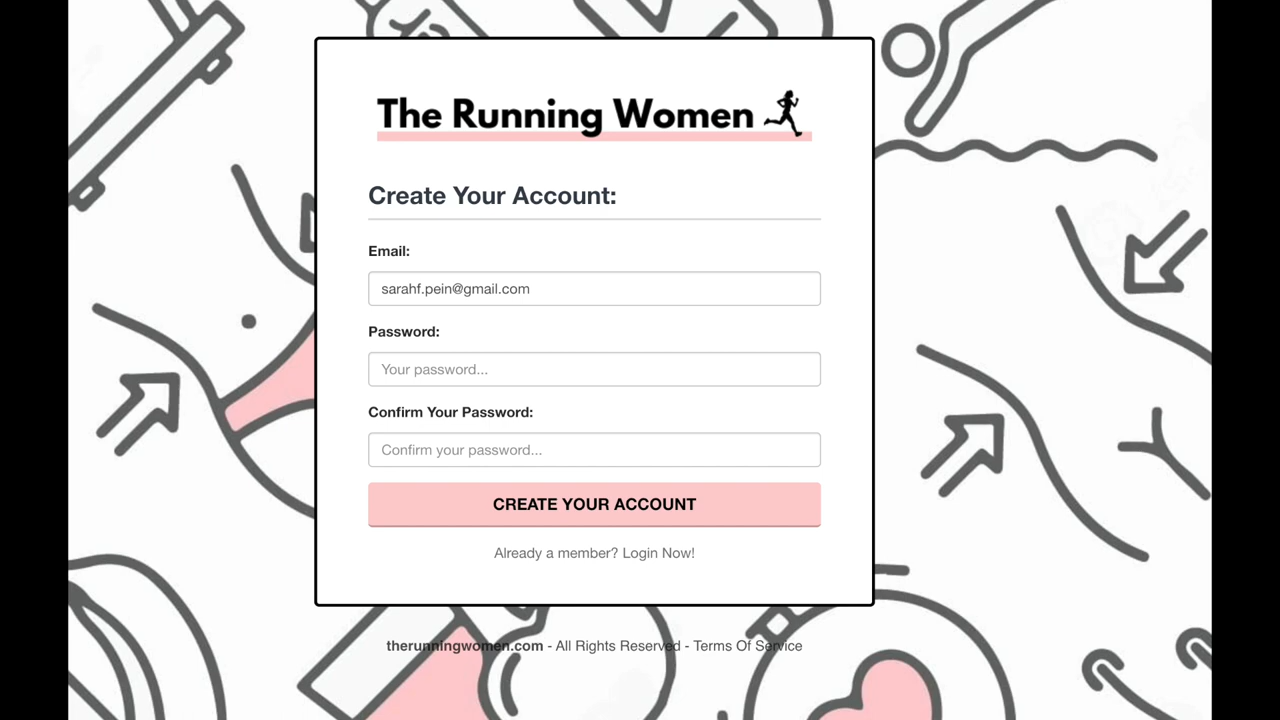 The Running Women
Create Your Account:
Email:
sarahf.pein@gmail.com
Password:
Your password...
Confirm Your Password:
Confirm your password...
CREATE YOUR ACCOUNT
Already a member? Login Now!
therunningwomen.com - All Rights Reserved - Terms Of Service